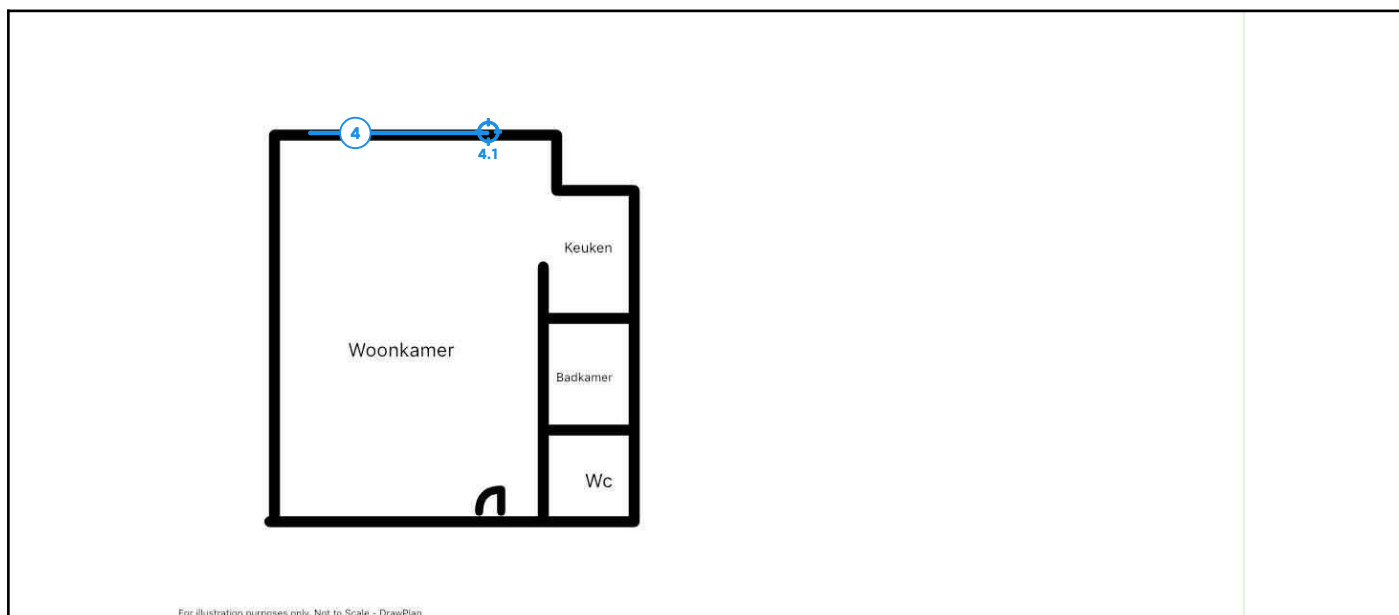 4
4.1
Keuken
Woonkamer
Badkamer
Wc
For illustration purposes only. Not to Scale - DrawPlan